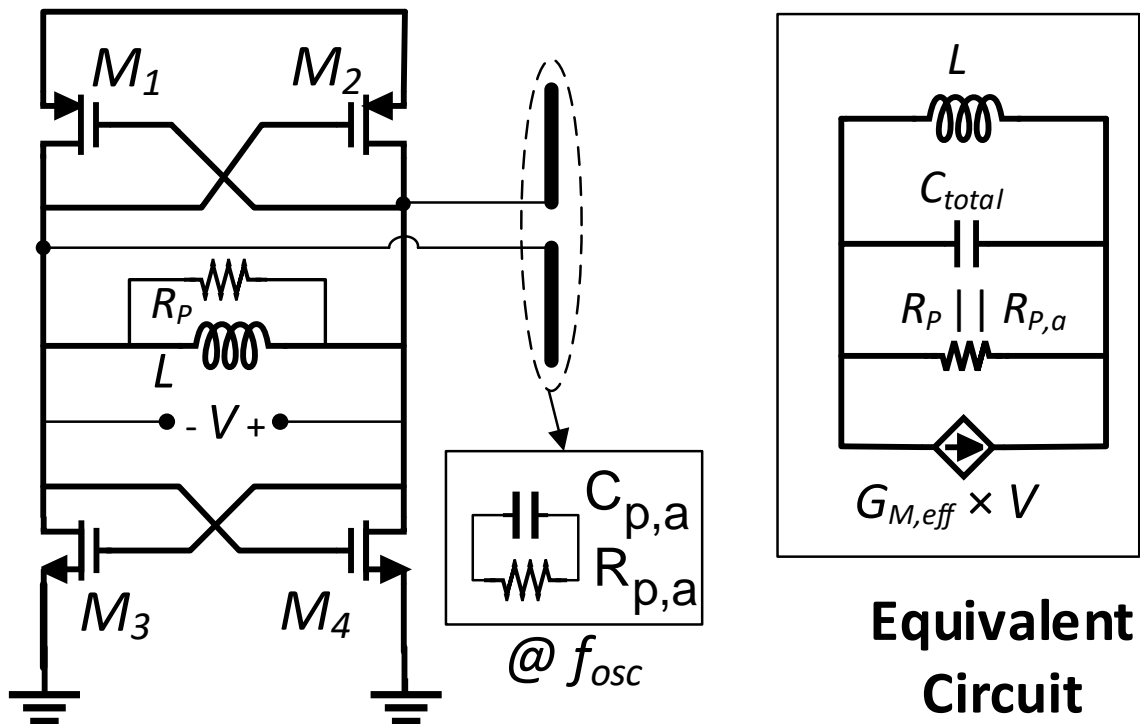 M1
M2
RP
L
- V +
M3
M4
Cp,a
Rp,a
@ fosc
L
Ctotal
RP || RP,a
GM,eff × V
Equivalent
Circuit